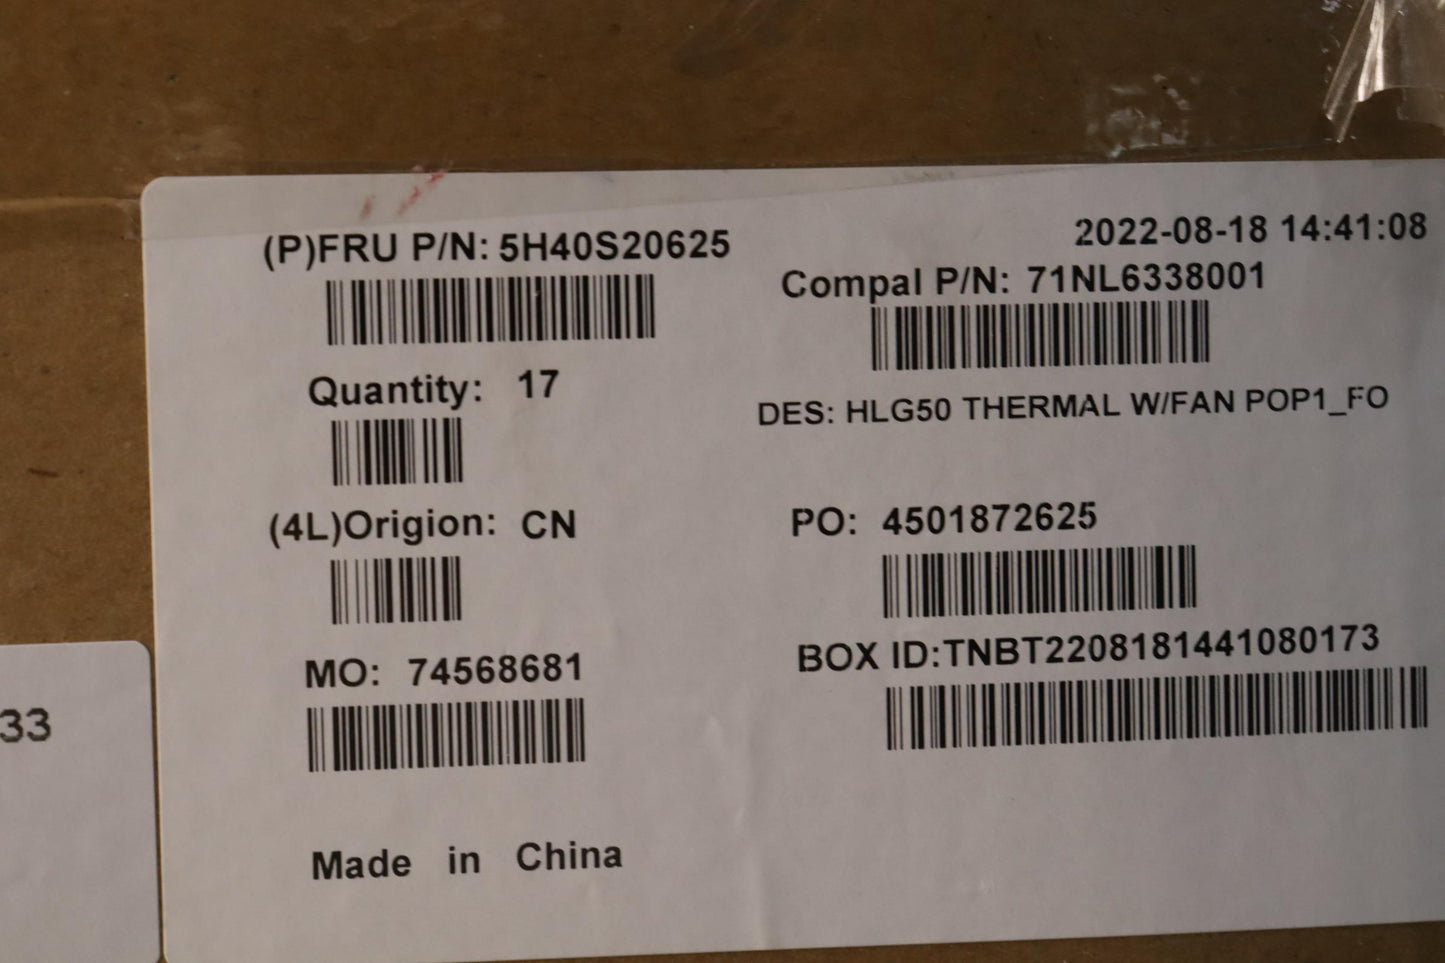 (P)FRU P/N: 5H40S20625
2022-08-18 14:41:08
Compal P/N: 71NL6338001
Quantity: 17
DES: HLG50 THERMAL W/FAN POP1_FO
(4L)Origion: CN
PO: 4501872625
MO: 74568681
BOX ID:TNBT2208181441080173
33
Made in China